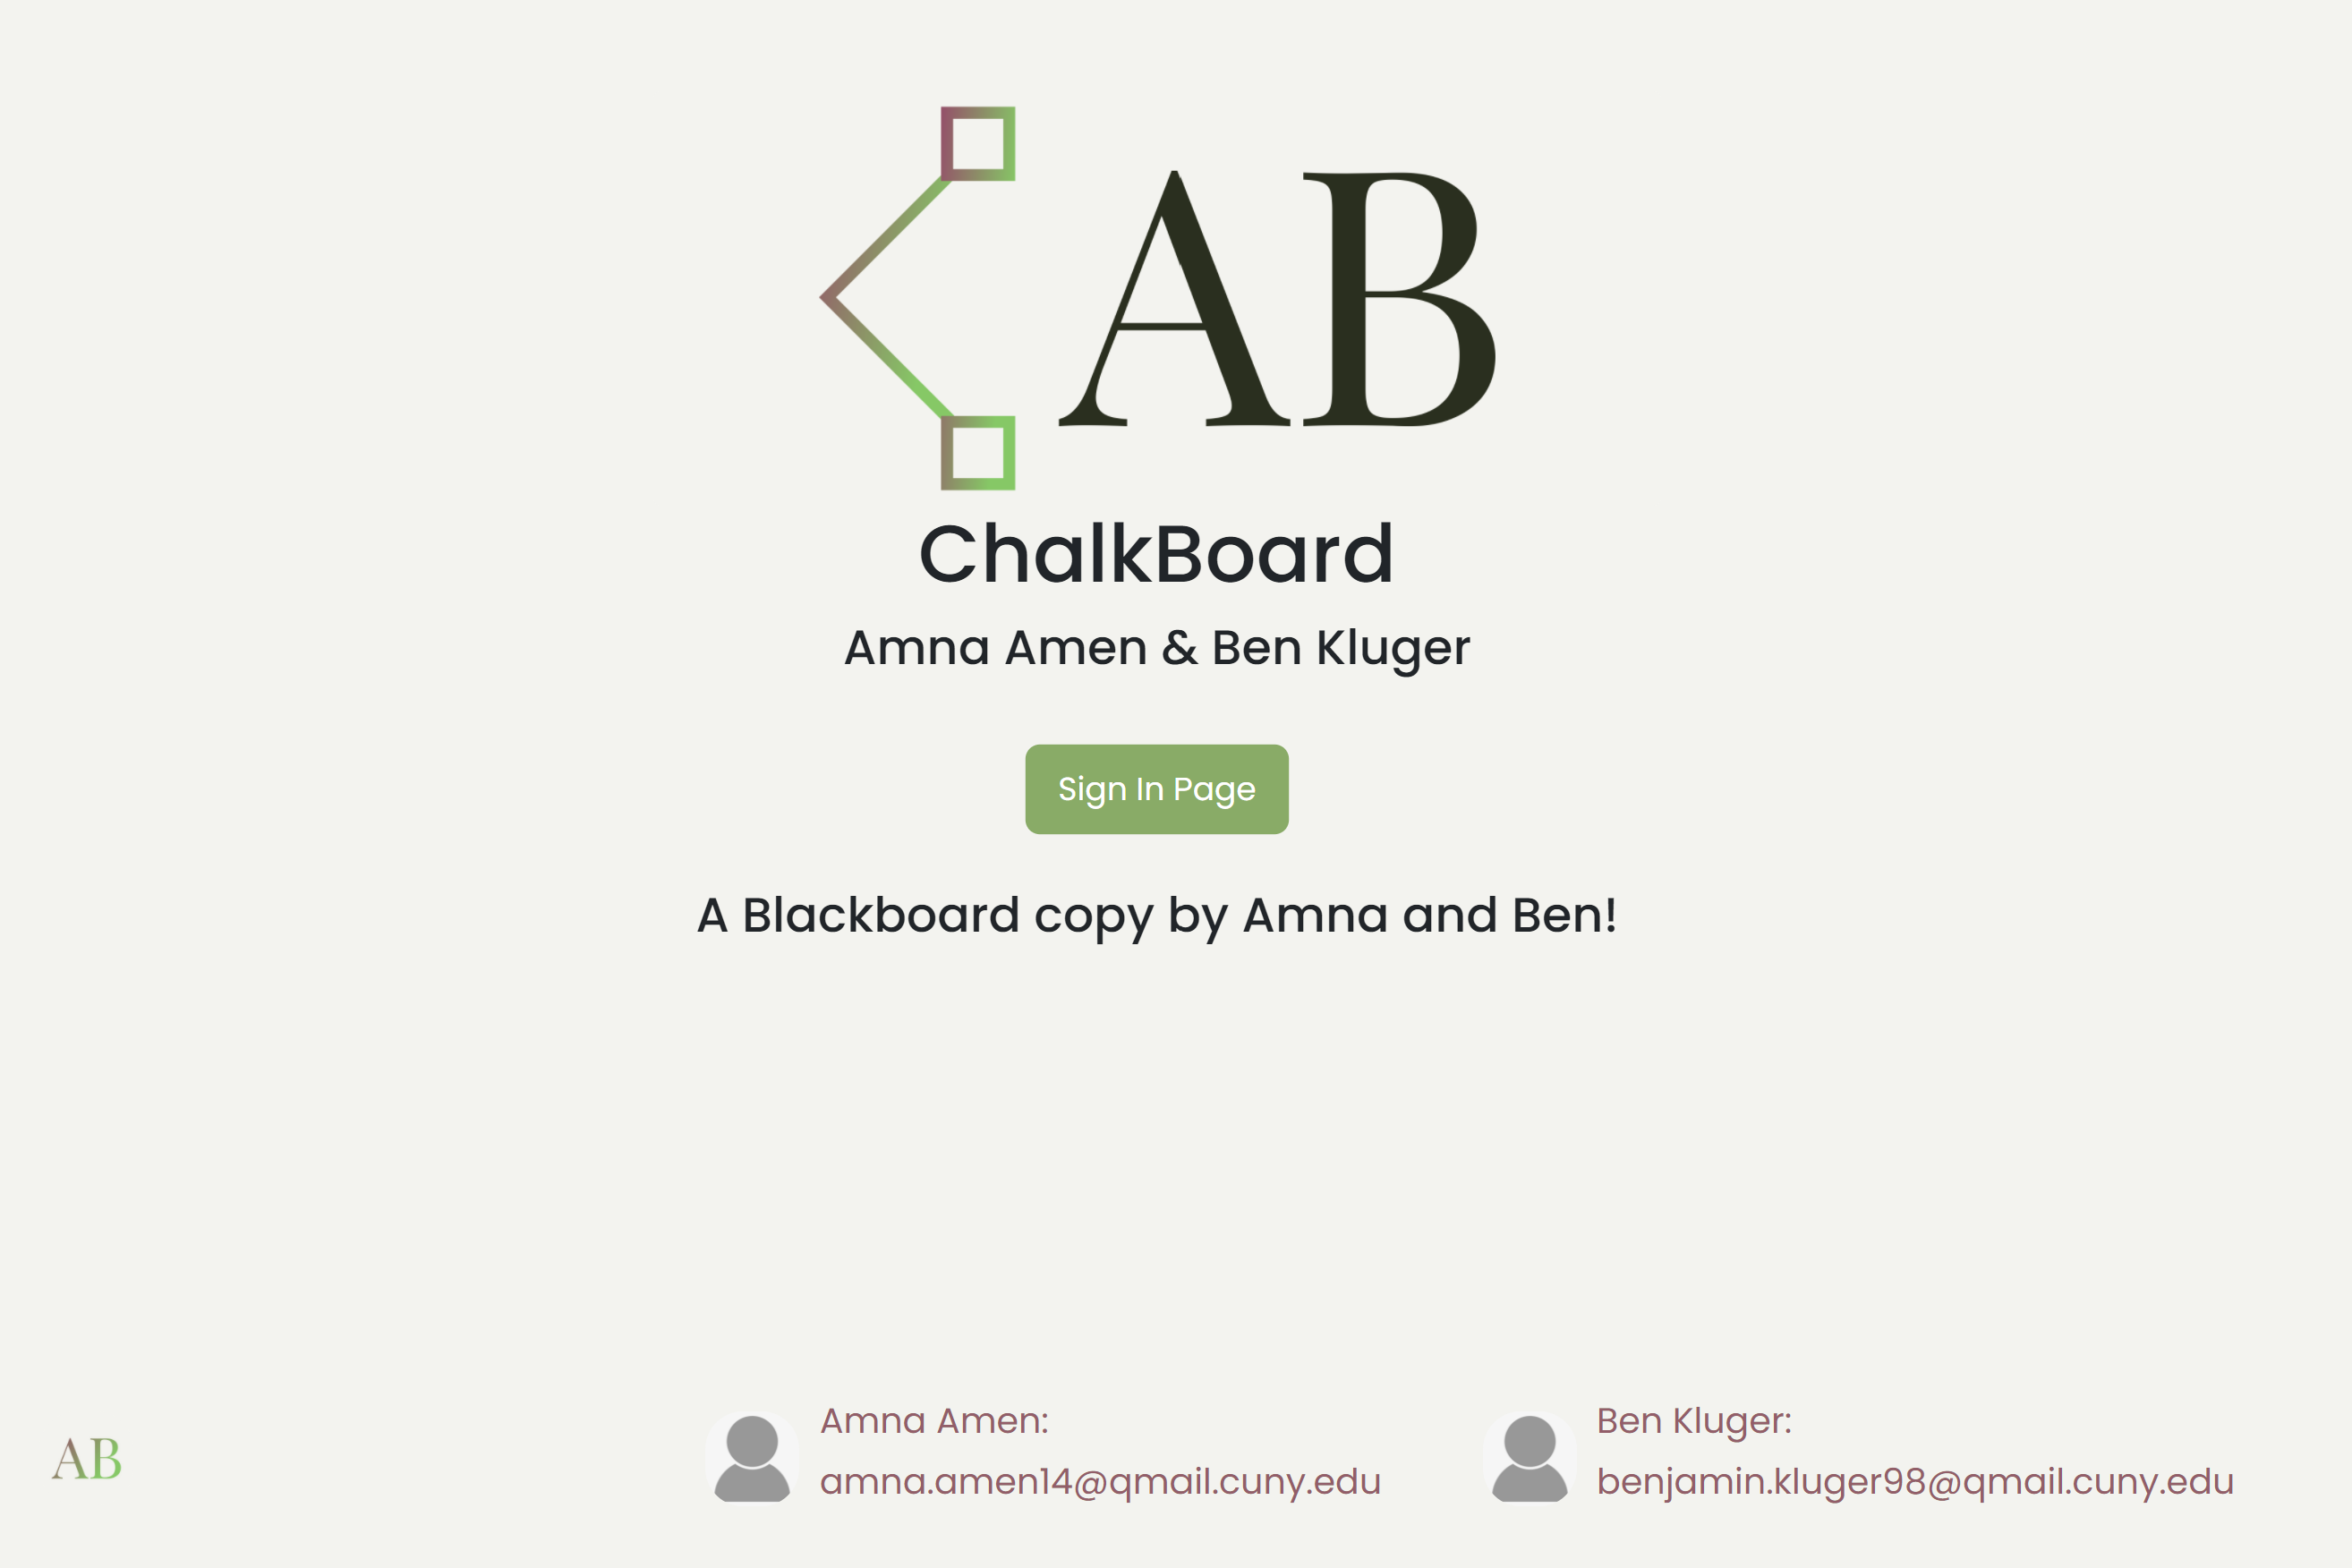 AB
ChalkBoard
Amna Amen & Ben Kluger
Sign In Page
A Blackboard copy by Amna and Ben!
AB
Amna Amen:
amna.amen14@qmail.cuny.edu
Ben Kluger:
benjamin.kluger98@qmail.cuny.edu